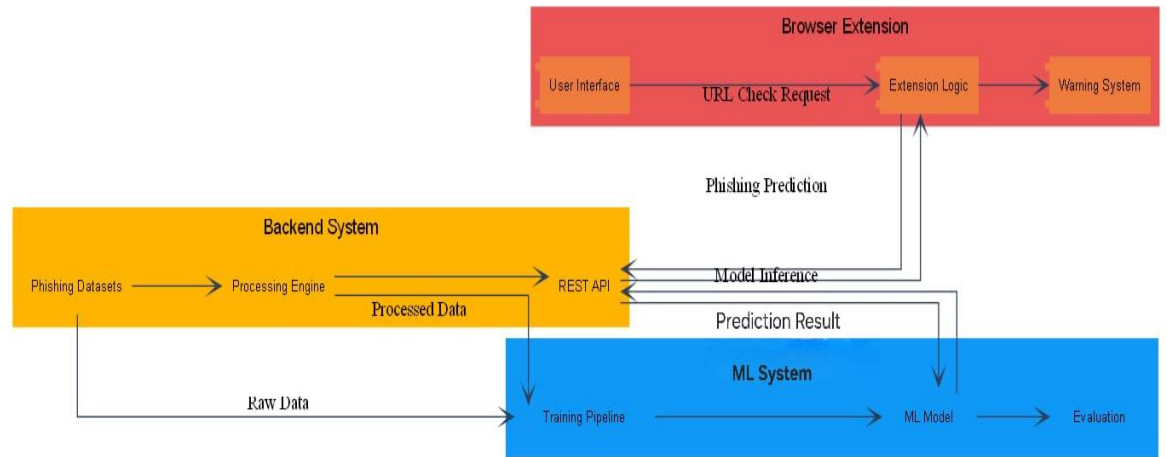 Browser Extension
User Interface
URL Check Request
Extension Logic
Warning System
Phishing Prediction
Backend System
Phishing Datasets
Processing Engine
REST API
Model Inference
Processed Data
Prediction Result
ML System
Raw Data
Training Pipeline
ML Model
Evaluation